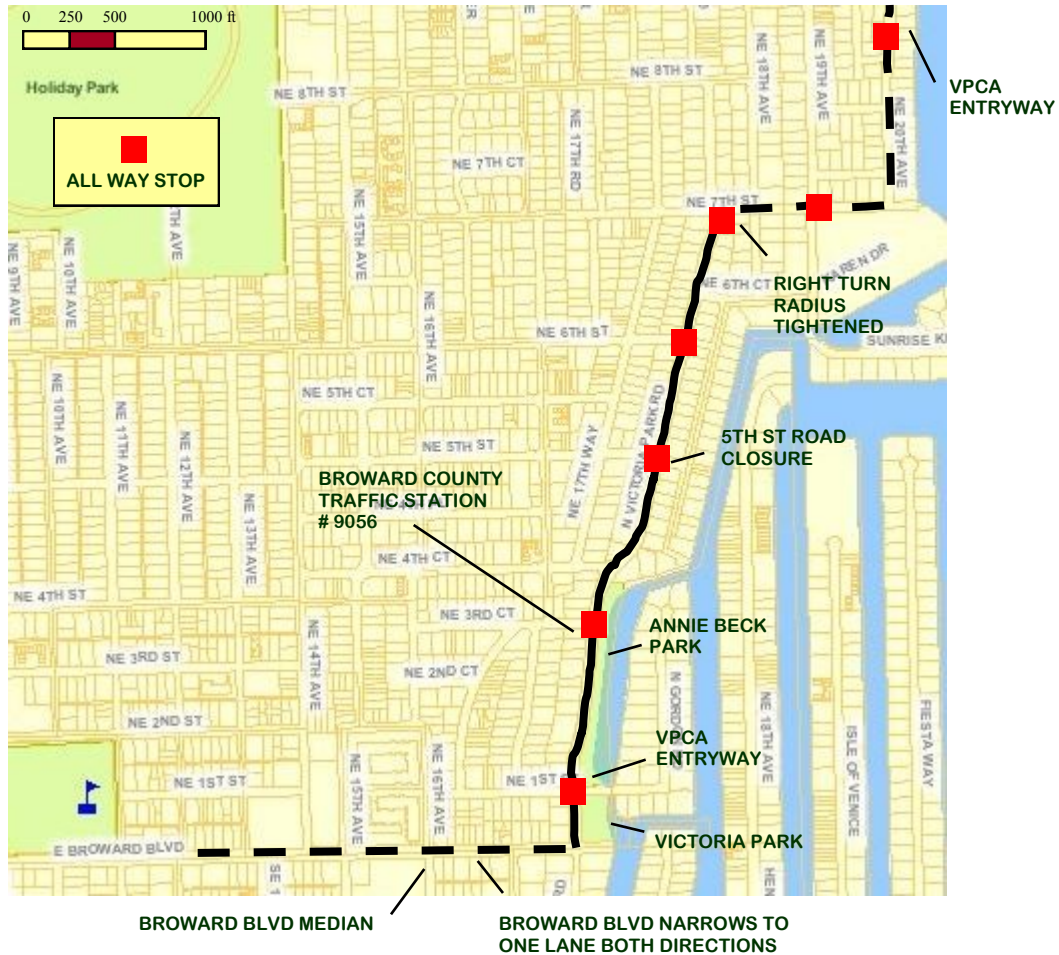 0 250 500 1000 ft
Holiday Park
ALL WAY STOP
NE 8TH ST
NE 8TH ST
NE 18TH AVE
NE 19TH AVE
VPCA
ENTRYWAY
NE 20TH AVE
NE 17TH RD
NE 7TH CT
NE 15TH AVE
NE 7TH ST
NE 9TH AVE
NE 10TH AVE
NE 6TH CT
RIGHT TURN
RADIUS
TIGHTENED
NE 16TH AVE
NE 6TH ST
NE 5TH CT
NE 10TH AVE
NE 11TH AVE
NE 12TH AVE
NE 5TH ST
N VICTORIA PARK RD
5TH ST ROAD
CLOSURE
NE 17TH WAY
BROWARD COUNTY
TRAFFIC STATION
# 9056
NE 13TH AVE
NE 4TH CT
NE 4TH ST
NE 3RD CT
ANNIE BECK
PARK
NE 14TH AVE
NE 3RD ST
NE 2ND CT
NE 18TH AVE
FIESTA WAY
NE 2ND ST
VPCA
ENTRYWAY
ISLE OF VENICE
NE 1ST ST
NE 15TH AVE
NE 16TH AVE
NE 1ST
VICTORIA PARK
E BROWARD BLVD
BROWARD BLVD MEDIAN
BROWARD BLVD NARROWS TO
ONE LANE BOTH DIRECTIONS